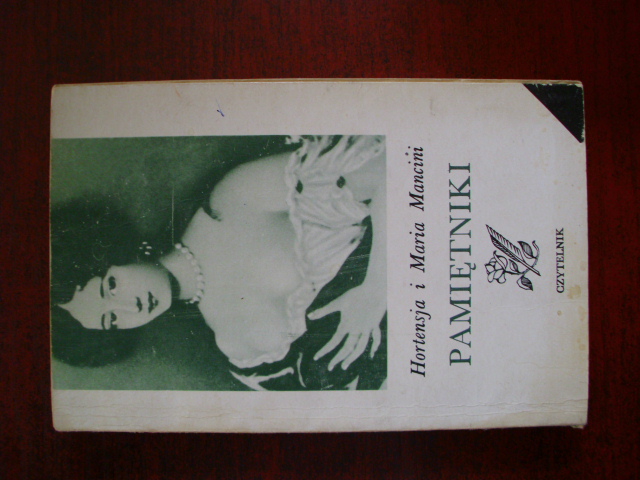 Hortensja i Maria Mancini
PAMIĘTNIKI
CZYTELNIK